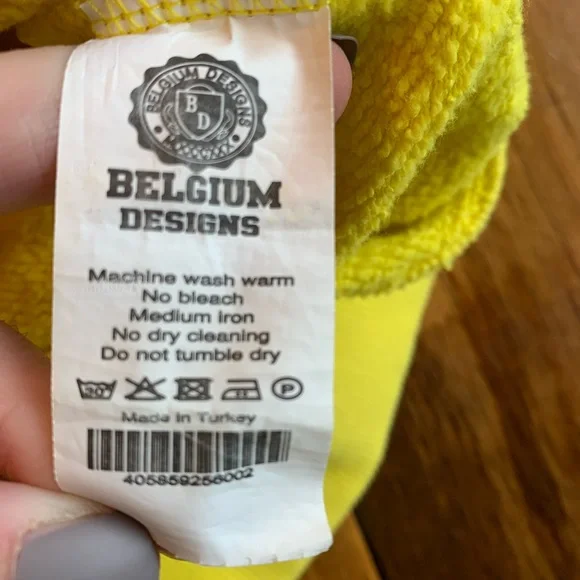 BELGIUM DESIGNS
B D
BELGIUM
DESIGNS
Machine wash warm
No bleach
Medium iron
No dry cleaning
Do not tumble dry
30° P
Made in Turkey
405859256002